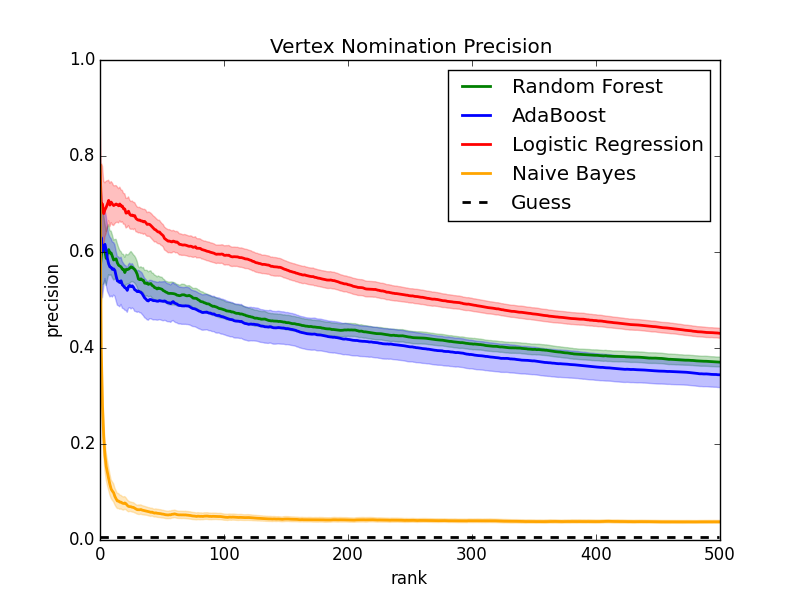 Vertex Nomination Precision
1.0
0.8
0.6
0.4
0.2
0.0
precision
Random Forest
AdaBoost
Logistic Regression
Naive Bayes
Guess
0 100 200 300 400 500
rank